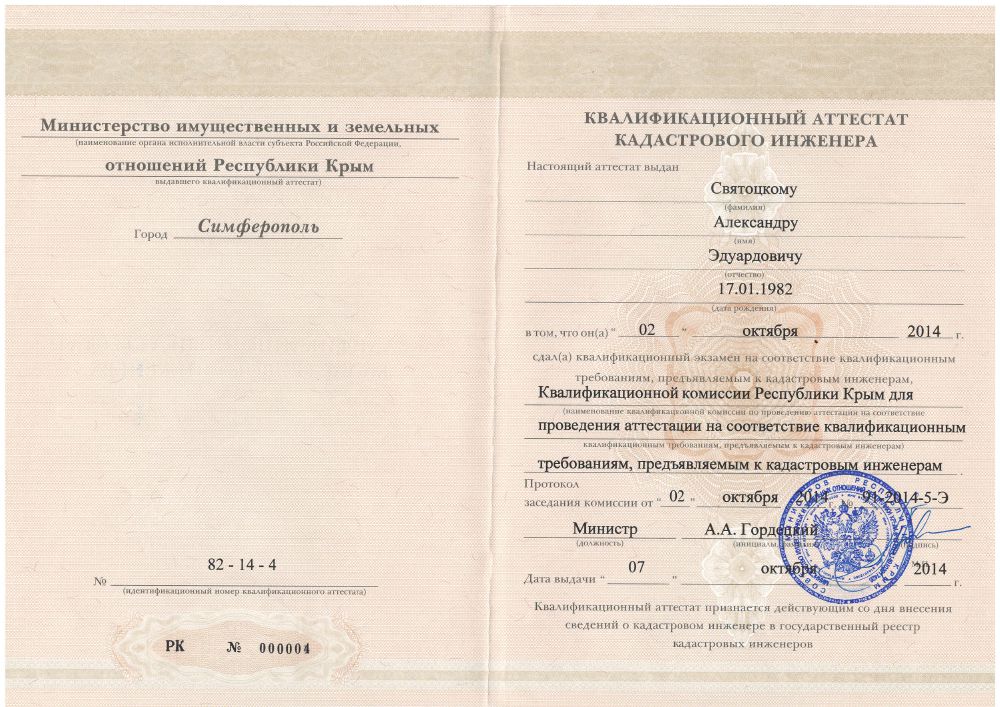 Министерство имущественных и земельных
(наименование органа исполнительной власти субъекта Российской Федерации,
отношений Республики Крым
выдавшего квалификационный аттестат)
Город Симферополь
82 - 14 - 4
№
(идентификационный номер квалификационного аттестата)
РК № 000004
КВАЛИФИКАЦИОННЫЙ АТТЕСТАТ
КАДАСТРОВОГО ИНЖЕНЕРА
Настоящий аттестат выдан
Святоцкому
(фамилия)
Александру
(имя)
Эдуардовичу
(отчество)
17.01.1982
(дата рождения)
в том, что он(а) " 02 " октября 2014 г.
сдал(а) квалификационный экзамен на соответствие квалификационным
требованиям, предъявляемым к кадастровым инженерам,
Квалификационной комиссии Республики Крым для
(наименование квалификационной комиссии по проведению аттестации на соответствие
проведения аттестации на соответствие квалификационным
квалификационным требованиям, предъявляемым к кадастровым инженерам)
требованиям, предъявляемым к кадастровым инженерам .
Протокол
заседания комиссии от " 02 " октября 2014 г. № 91-2014-5-Э
Министр А.А. Гордецкий
(должность) (инициалы, фамилия) (подпись)
М.П.
Дата выдачи " 07 " октября 2014 г.
Квалификационный аттестат признается действующим со дня внесения
сведений о кадастровом инженере в государственный реестр
кадастровых инженеров